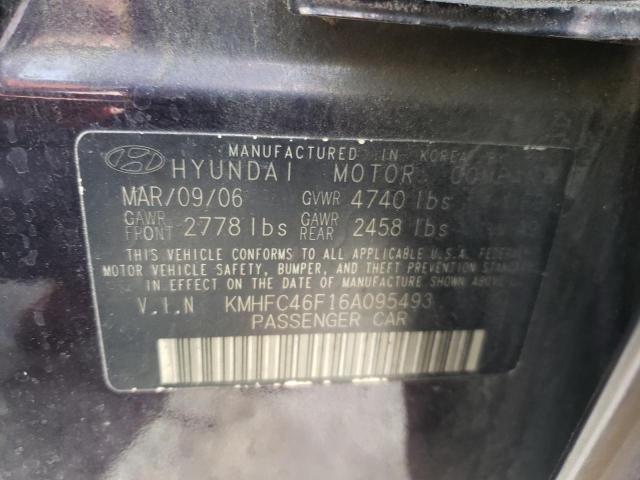 MANUFACTURED IN KOREA BY
HYUNDAI MOTOR COMPANY
MAR/09/06 GVWR 4740 lbs
GAWR FRONT 2778 lbs GAWR REAR 2458 lbs
THIS VEHICLE CONFORMS TO ALL APPLICABLE U.S.A. FEDERAL
MOTOR VEHICLE SAFETY, BUMPER, AND THEFT PREVENTION STANDARDS
IN EFFECT ON THE DATE OF MANUFACTURE SHOWN ABOVE.
V.I.N KMHFC46F16A095493
PASSENGER CAR